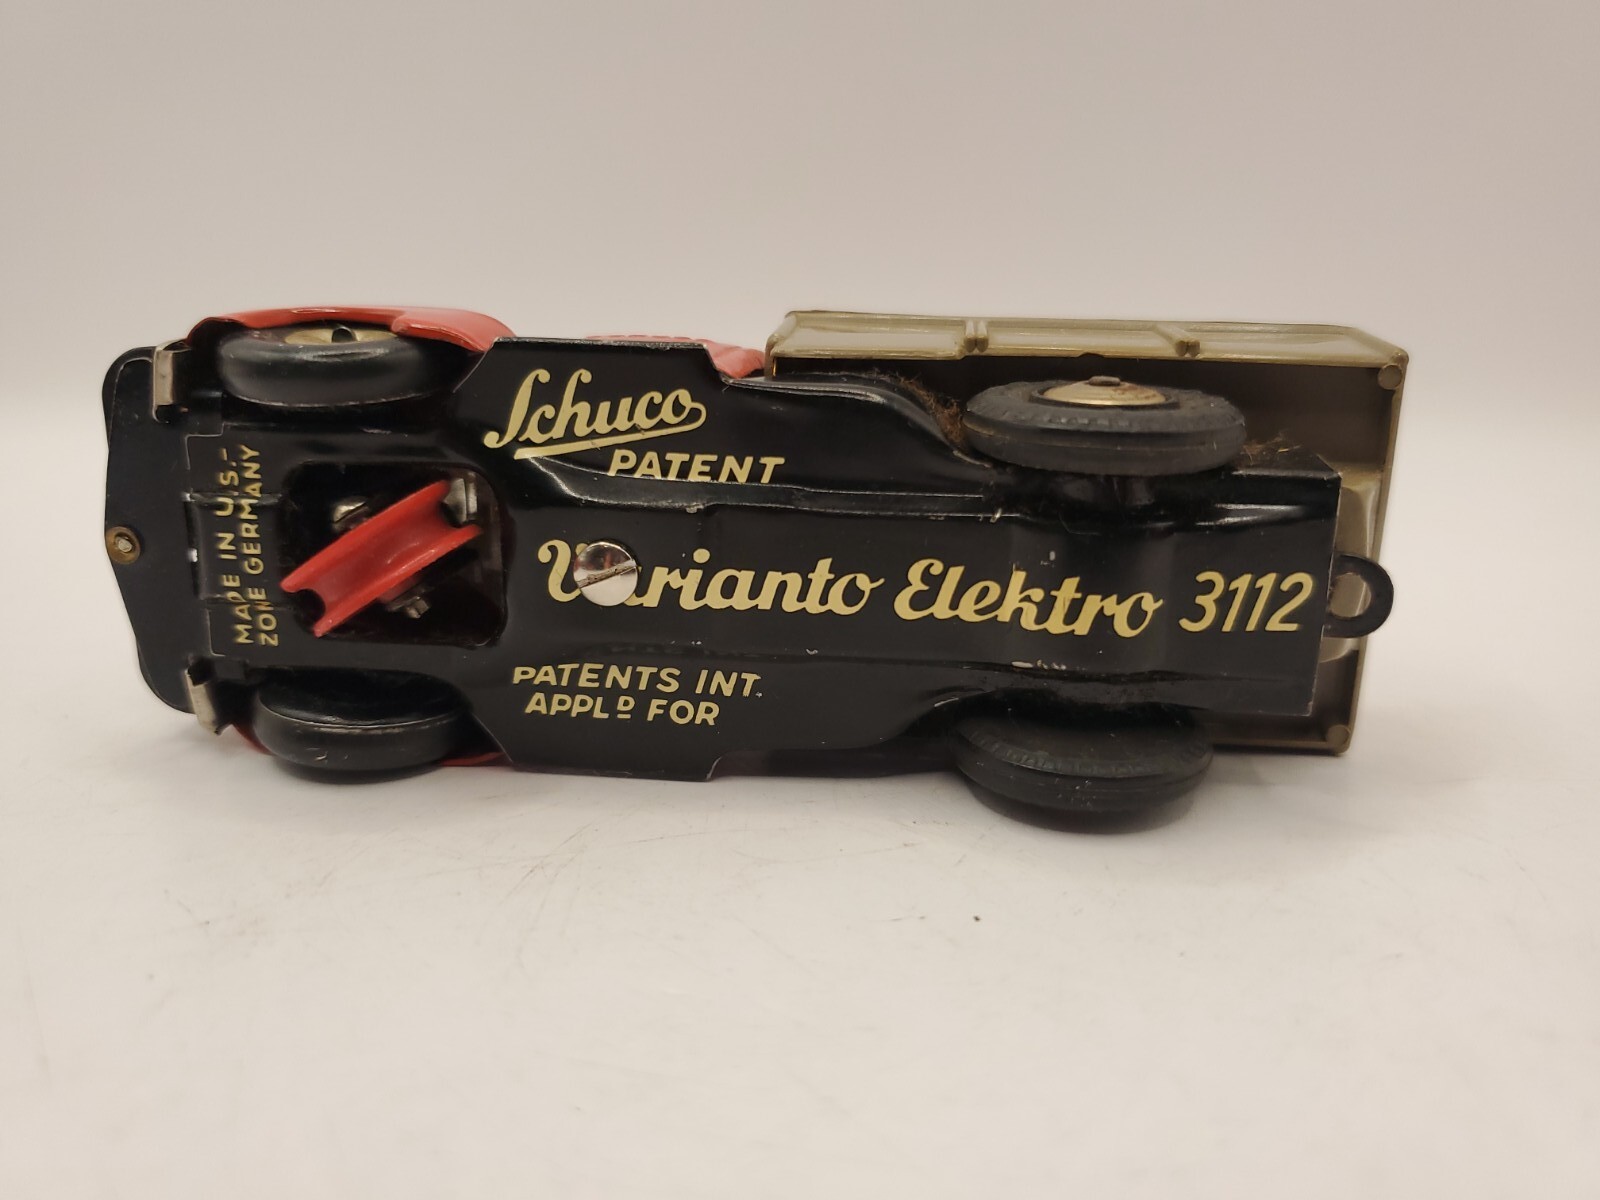 Schuco
PATENT
MADE IN U.S.-
ZONE GERMANY
Varianto Elektro 3112
PATENTS INT.
APPLD FOR